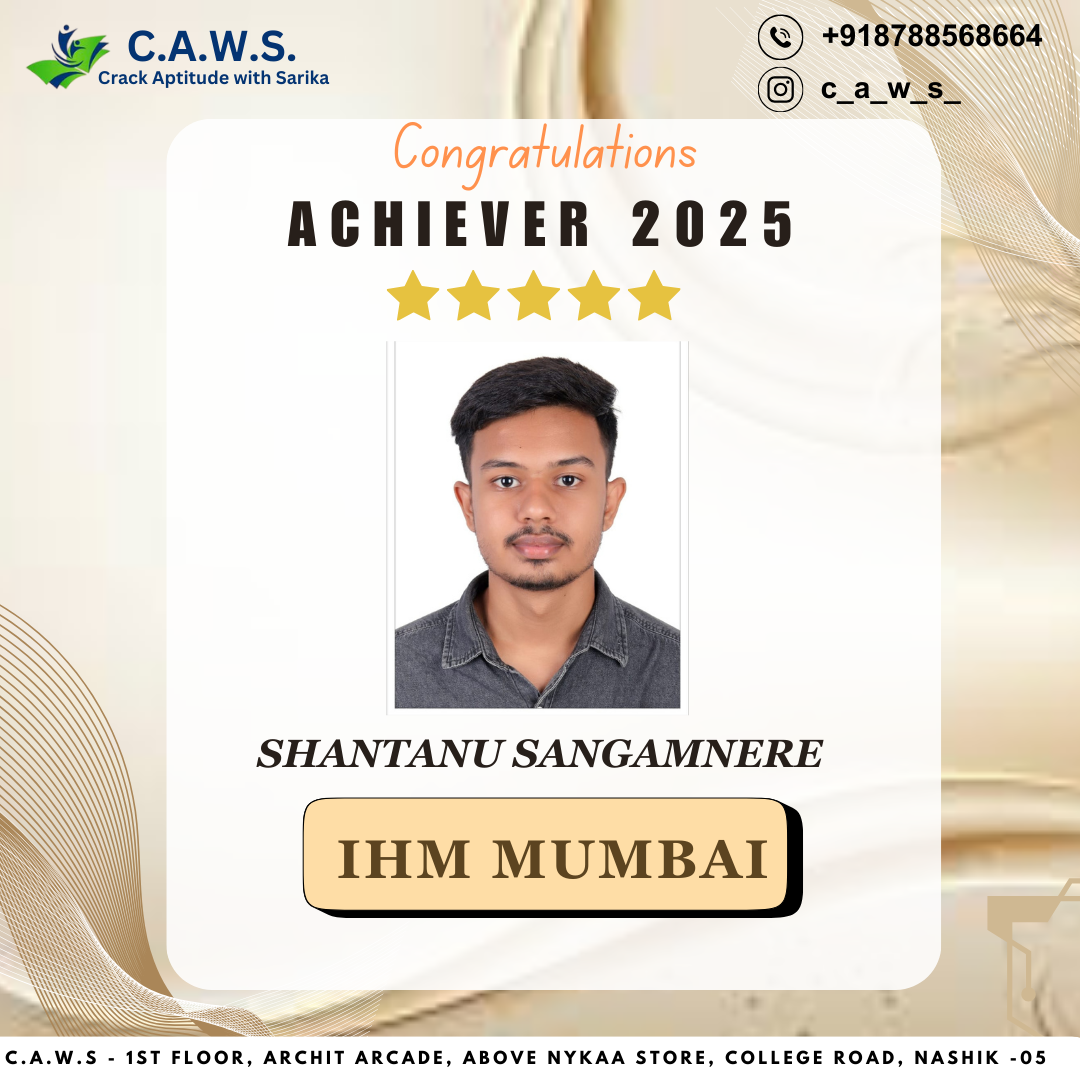 C.A.W.S.
Crack Aptitude with Sarika
+918788568664
c_a_w_s_
Congratulations
ACHIEVER 2025
SHANTANU SANGAMNERE
IHM MUMBAI
C.A.W.S - 1ST FLOOR, ARCHIT ARCADE, ABOVE NYKAA STORE, COLLEGE ROAD, NASHIK -05